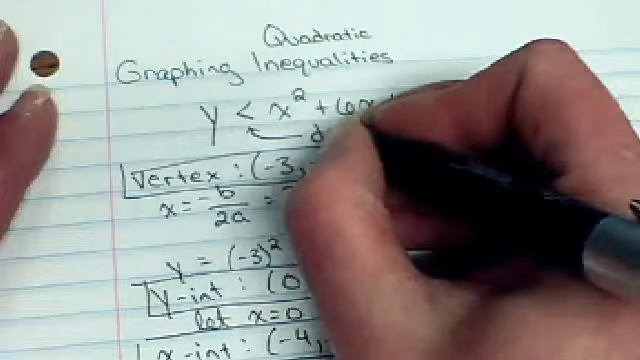 Quadratic
Graphing Inequalities
y < x² + 6x
d
Vertex : (-3,
x = -b/2a =
y = (-3)²
y-int : (0
let x=0
x-int : (-4,